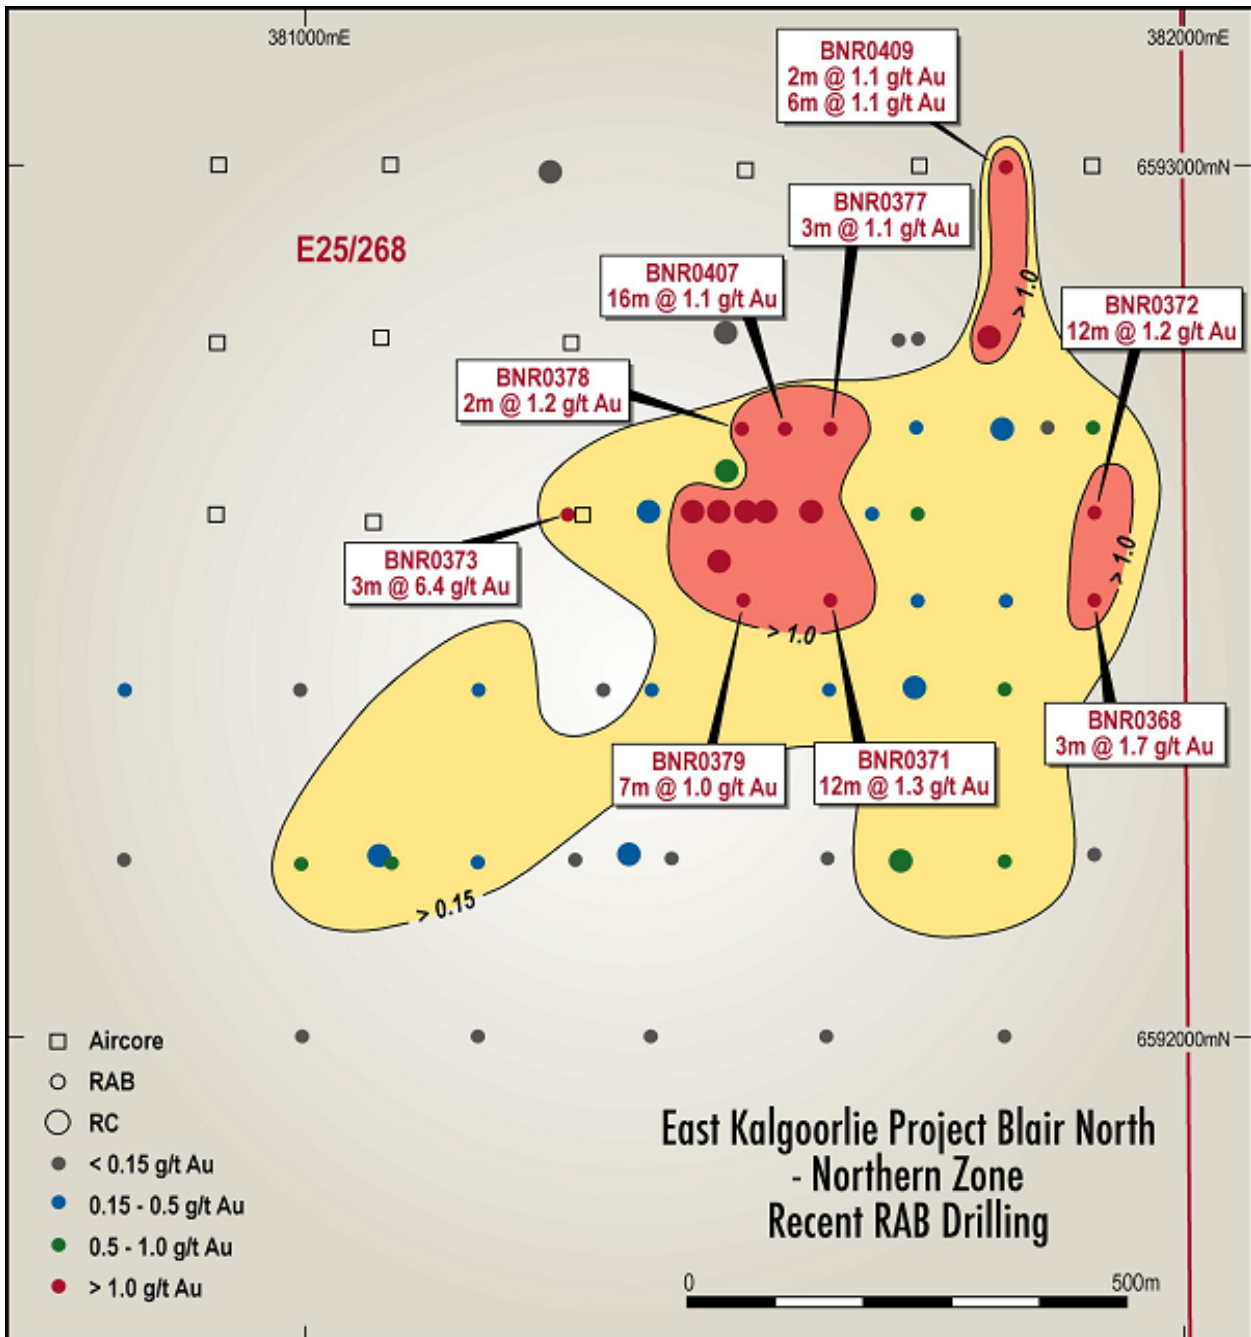 381000mE
382000mE
BNR0409
2m @ 1.1 g/t Au
6m @ 1.1 g/t Au
6593000mN
BNR0377
3m @ 1.1 g/t Au
E25/268
BNR0407
16m @ 1.1 g/t Au
> 1.0
BNR0372
12m @ 1.2 g/t Au
BNR0378
2m @ 1.2 g/t Au
BNR0373
3m @ 6.4 g/t Au
> 1.0
> 1.0
BNR0368
3m @ 1.7 g/t Au
BNR0379
7m @ 1.0 g/t Au
BNR0371
12m @ 1.3 g/t Au
> 0.15
6592000mN
Aircore
RAB
RC
< 0.15 g/t Au
0.15 - 0.5 g/t Au
0.5 - 1.0 g/t Au
> 1.0 g/t Au
East Kalgoorlie Project Blair North
- Northern Zone
Recent RAB Drilling
0
500m